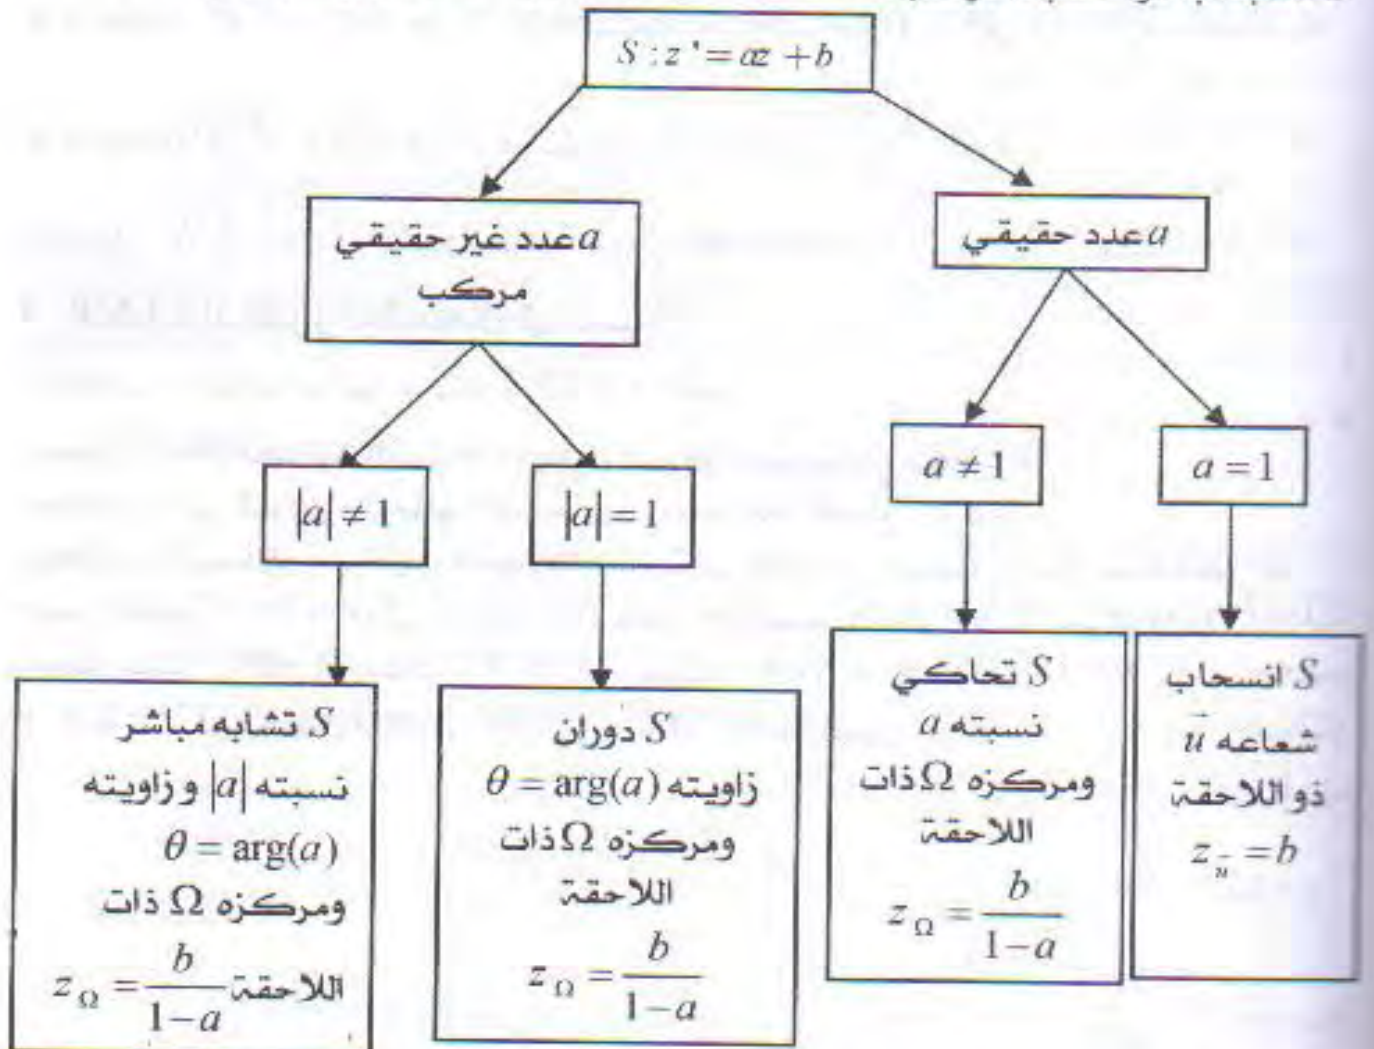 S : z ' = az + b
a عدد حقيقي
a عدد غير حقيقي
مركب
a = 1
a ≠ 1
|a| = 1
|a| ≠ 1
S انسحاب
شعاعه u⃗
ذو اللاحقة
z_u⃗ = b
S تحاكي
نسبته a
ومركزه Ω ذات
اللاحقة
z_Ω = b / (1 − a)
S دوران
زاويته θ = arg(a)
ومركزه Ω ذات
اللاحقة
z_Ω = b / (1 − a)
S تشابه مباشر
نسبته |a| و زاويته
θ = arg(a)
ومركزه Ω ذات
اللاحقة z_Ω = b / (1 − a)